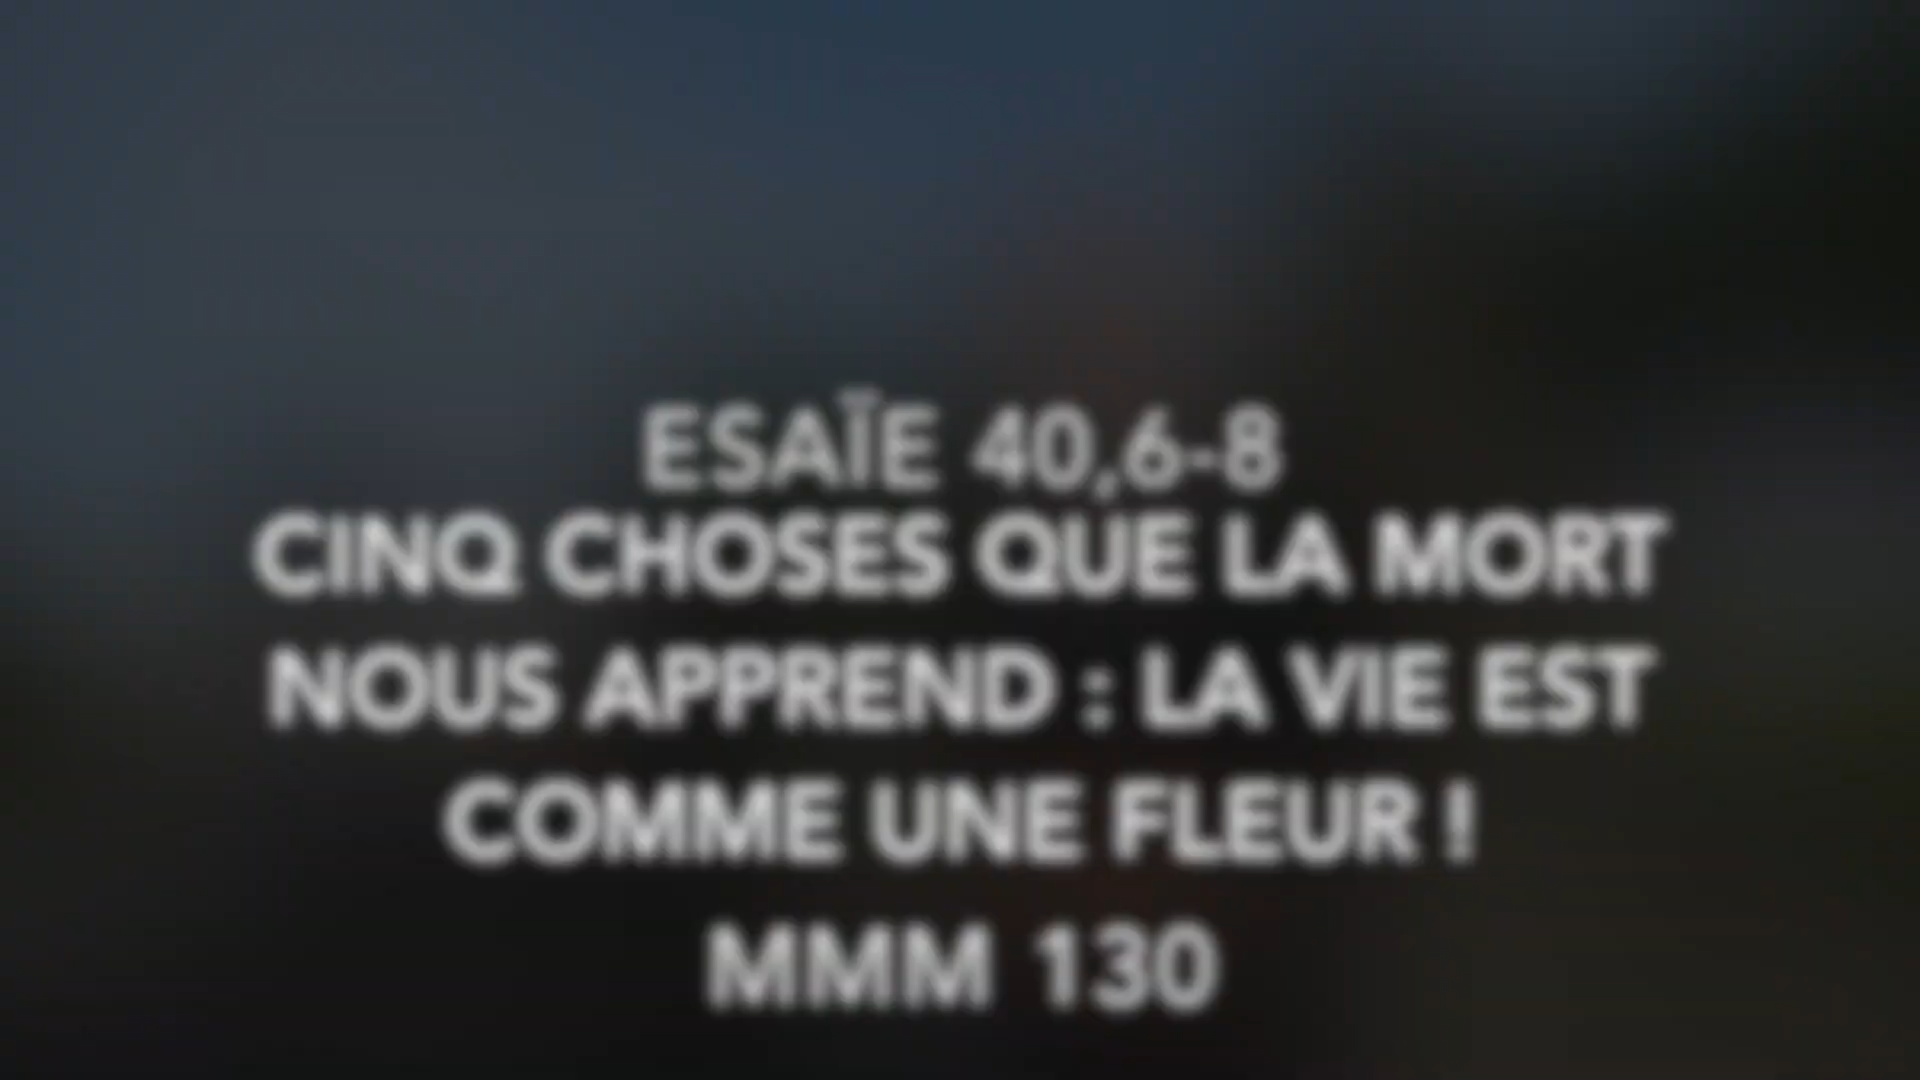 ESAÏE 40,6-8
CINQ CHOSES QUE LA MORT
NOUS APPREND : LA VIE EST
COMME UNE FLEUR !
MMM 130